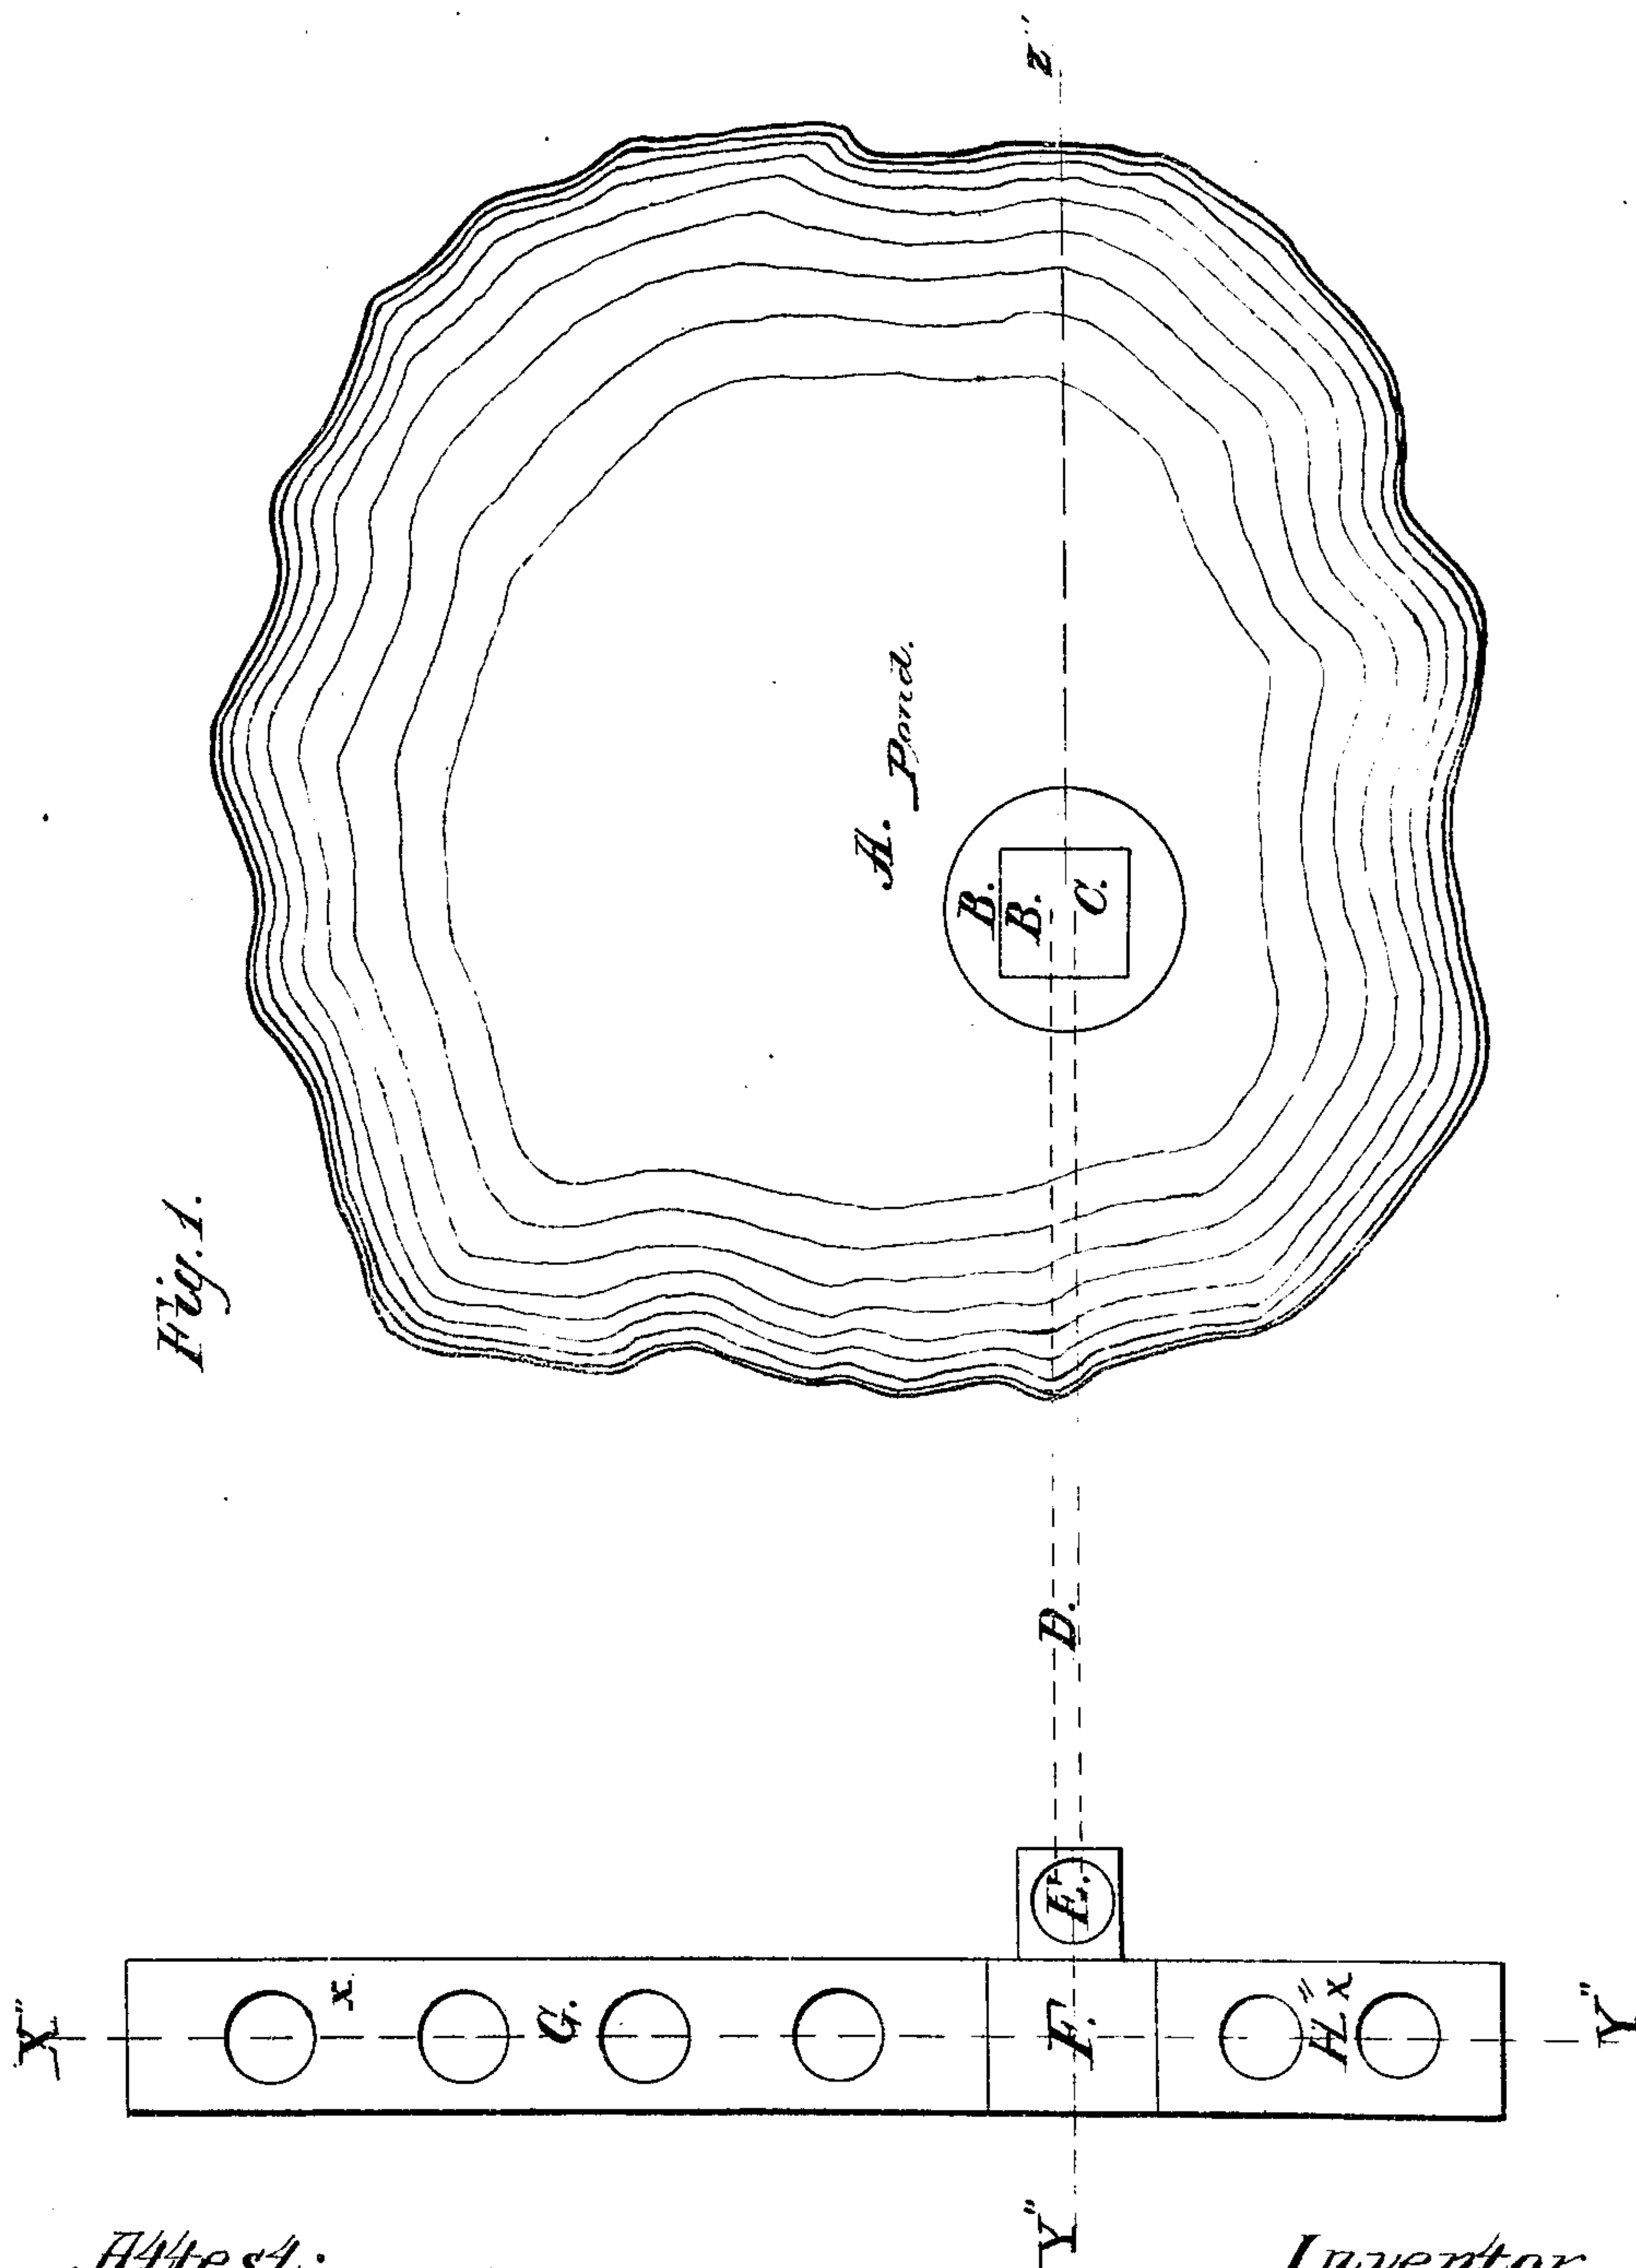 Fig. 1.
Z"
A. Pond.
B.
B.
C.
D.
E.
X"
x
G.
F.
H"
x
Y"
Y"
Attest:
Inventor